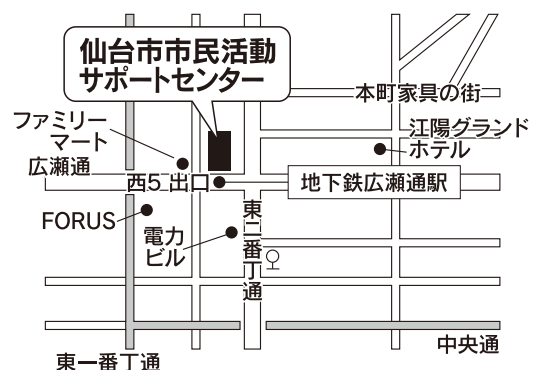 仙台市市民活動
サポートセンター
本町家具の街
ファミリー
マート
江陽グランド
ホテル
広瀬通
西5 出口
地下鉄広瀬通駅
FORUS
電力
ビル
東二番丁通
中央通
東一番丁通